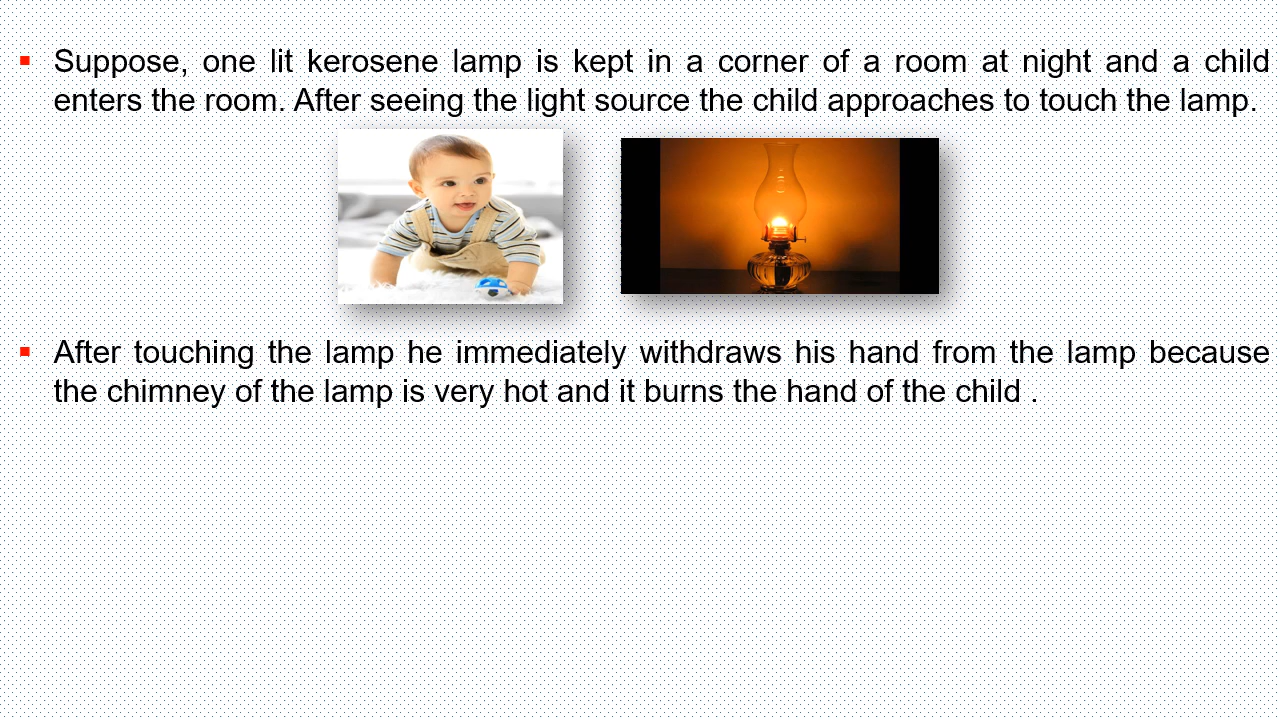 Suppose, one lit kerosene lamp is kept in a corner of a room at night and a child
enters the room. After seeing the light source the child approaches to touch the lamp.
After touching the lamp he immediately withdraws his hand from the lamp because
the chimney of the lamp is very hot and it burns the hand of the child .